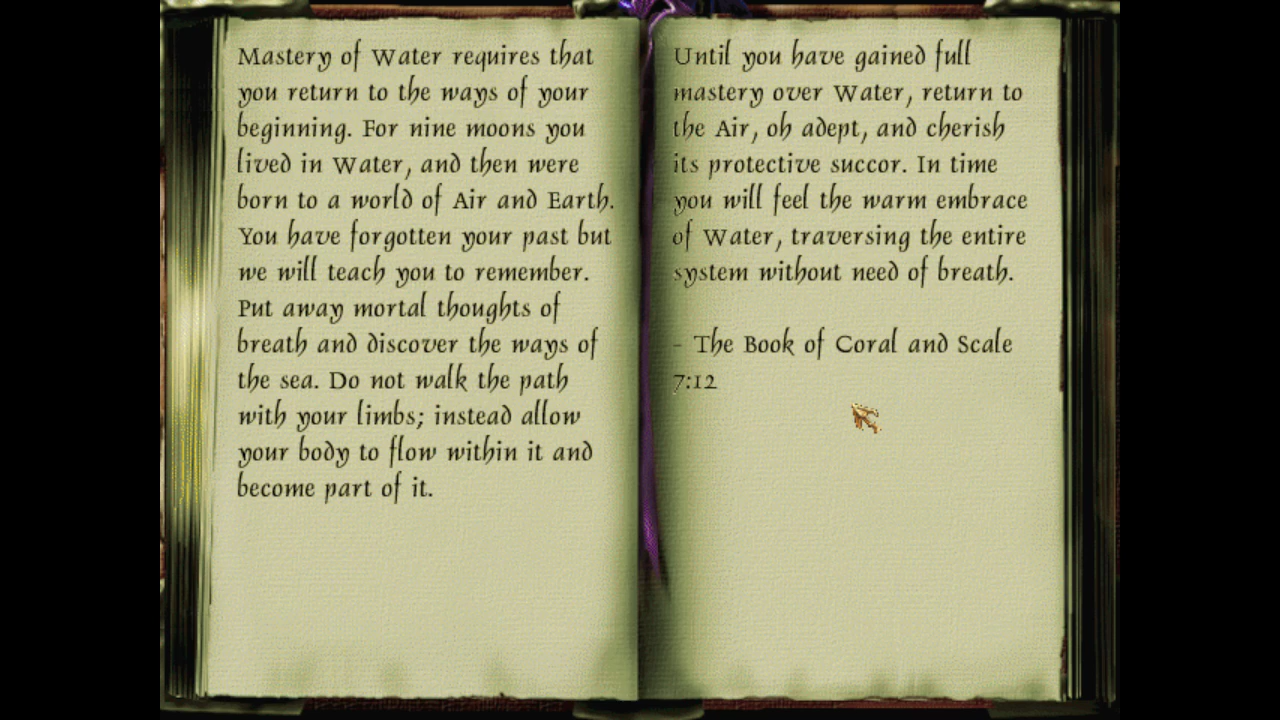 Mastery of Water requires that
you return to the ways of your
beginning. For nine moons you
lived in Water, and then were
born to a world of Air and Earth.
You have forgotten your past but
we will teach you to remember.
Put away mortal thoughts of
breath and discover the ways of
the sea. Do not walk the path
with your limbs; instead allow
your body to flow within it and
become part of it.
Until you have gained full
mastery over Water, return to
the Air, oh adept, and cherish
its protective succor. In time
you will feel the warm embrace
of Water, traversing the entire
system without need of breath.
- The Book of Coral and Scale
7:12